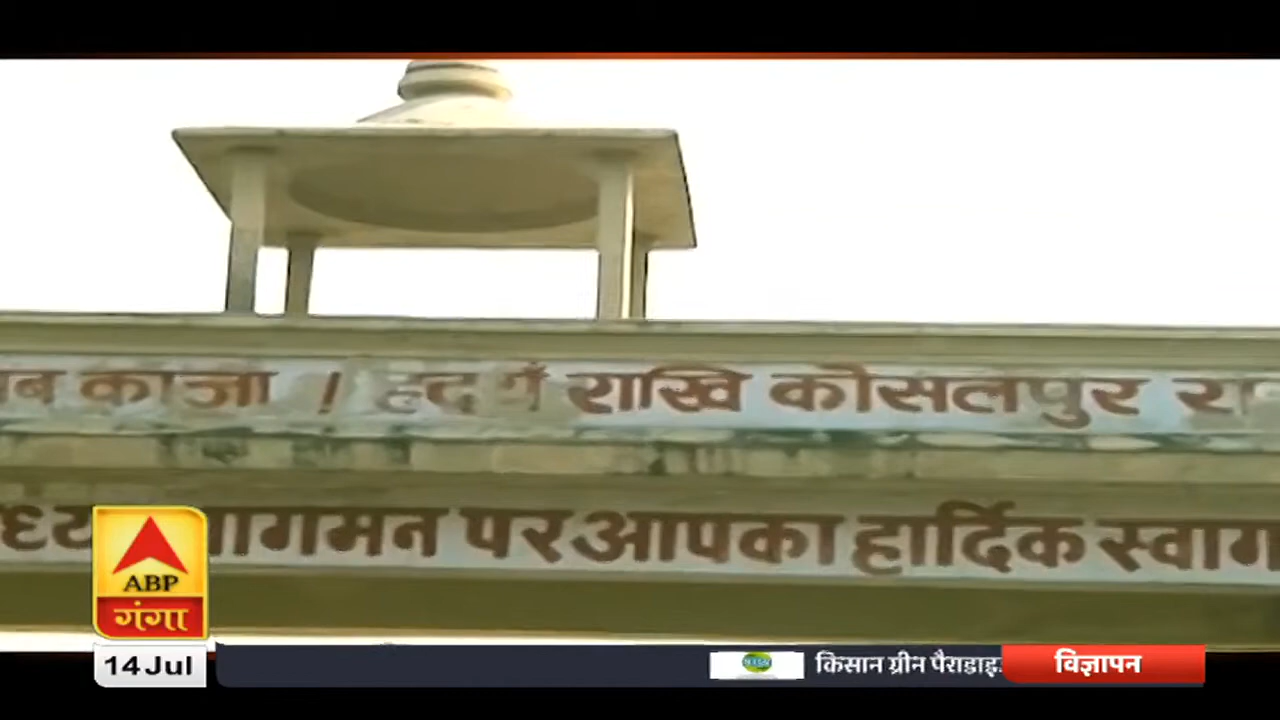 काजा । हृदयँ राखि कोसलपुर
आगमन पर आपका हार्दिक
ABP
गंगा
14 Jul
किसान ग्रीन पैराडाइ
विज्ञापन